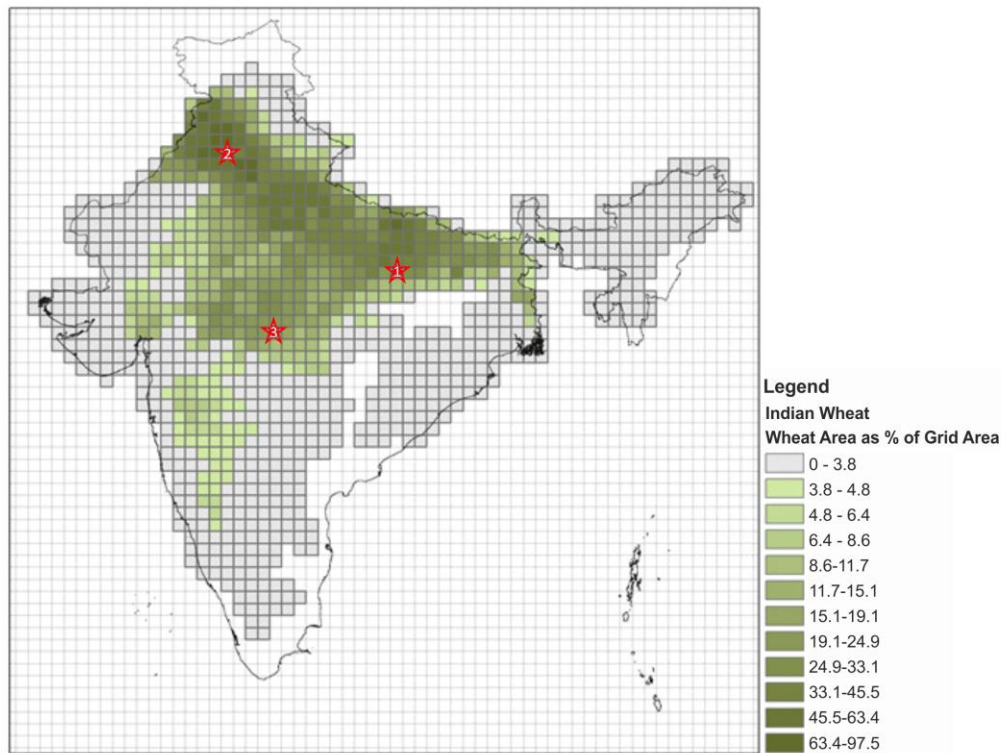 2
1
3
Legend
Indian Wheat
Wheat Area as % of Grid Area
0 - 3.8
3.8 - 4.8
4.8 - 6.4
6.4 - 8.6
8.6-11.7
11.7-15.1
15.1-19.1
19.1-24.9
24.9-33.1
33.1-45.5
45.5-63.4
63.4-97.5